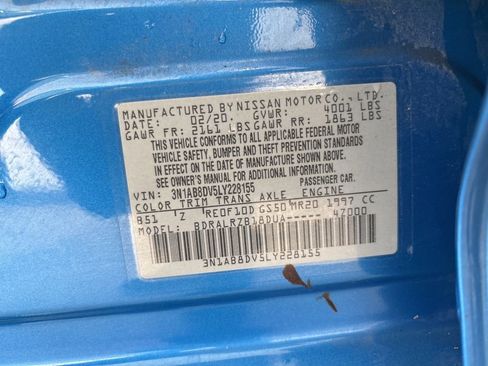 MANUFACTURED BY NISSAN MOTOR CO., LTD.
DATE: 02/20 GVWR: 4001 LBS
GAWR FR: 2161 LBS GAWR RR: 1863 LBS
THIS VEHICLE CONFORMS TO ALL APPLICABLE FEDERAL MOTOR
VEHICLE SAFETY, BUMPER AND THEFT PREVENTION STANDARDS
IN EFFECT ON THE DATE OF MANUFACTURE SHOWN ABOVE.
SEE OWNER'S MANUAL FOR ADDITIONAL INFORMATION
VIN: 3N1AB8DV5LY228155 PASSENGER CAR.
COLOR TRIM TRANS AXLE ENGINE
B51 Z RE0F10D GS50 MR20 1997 CC
MODEL: BDRALRZB18DUA----- 47000
3N1AB8DV5LY228155